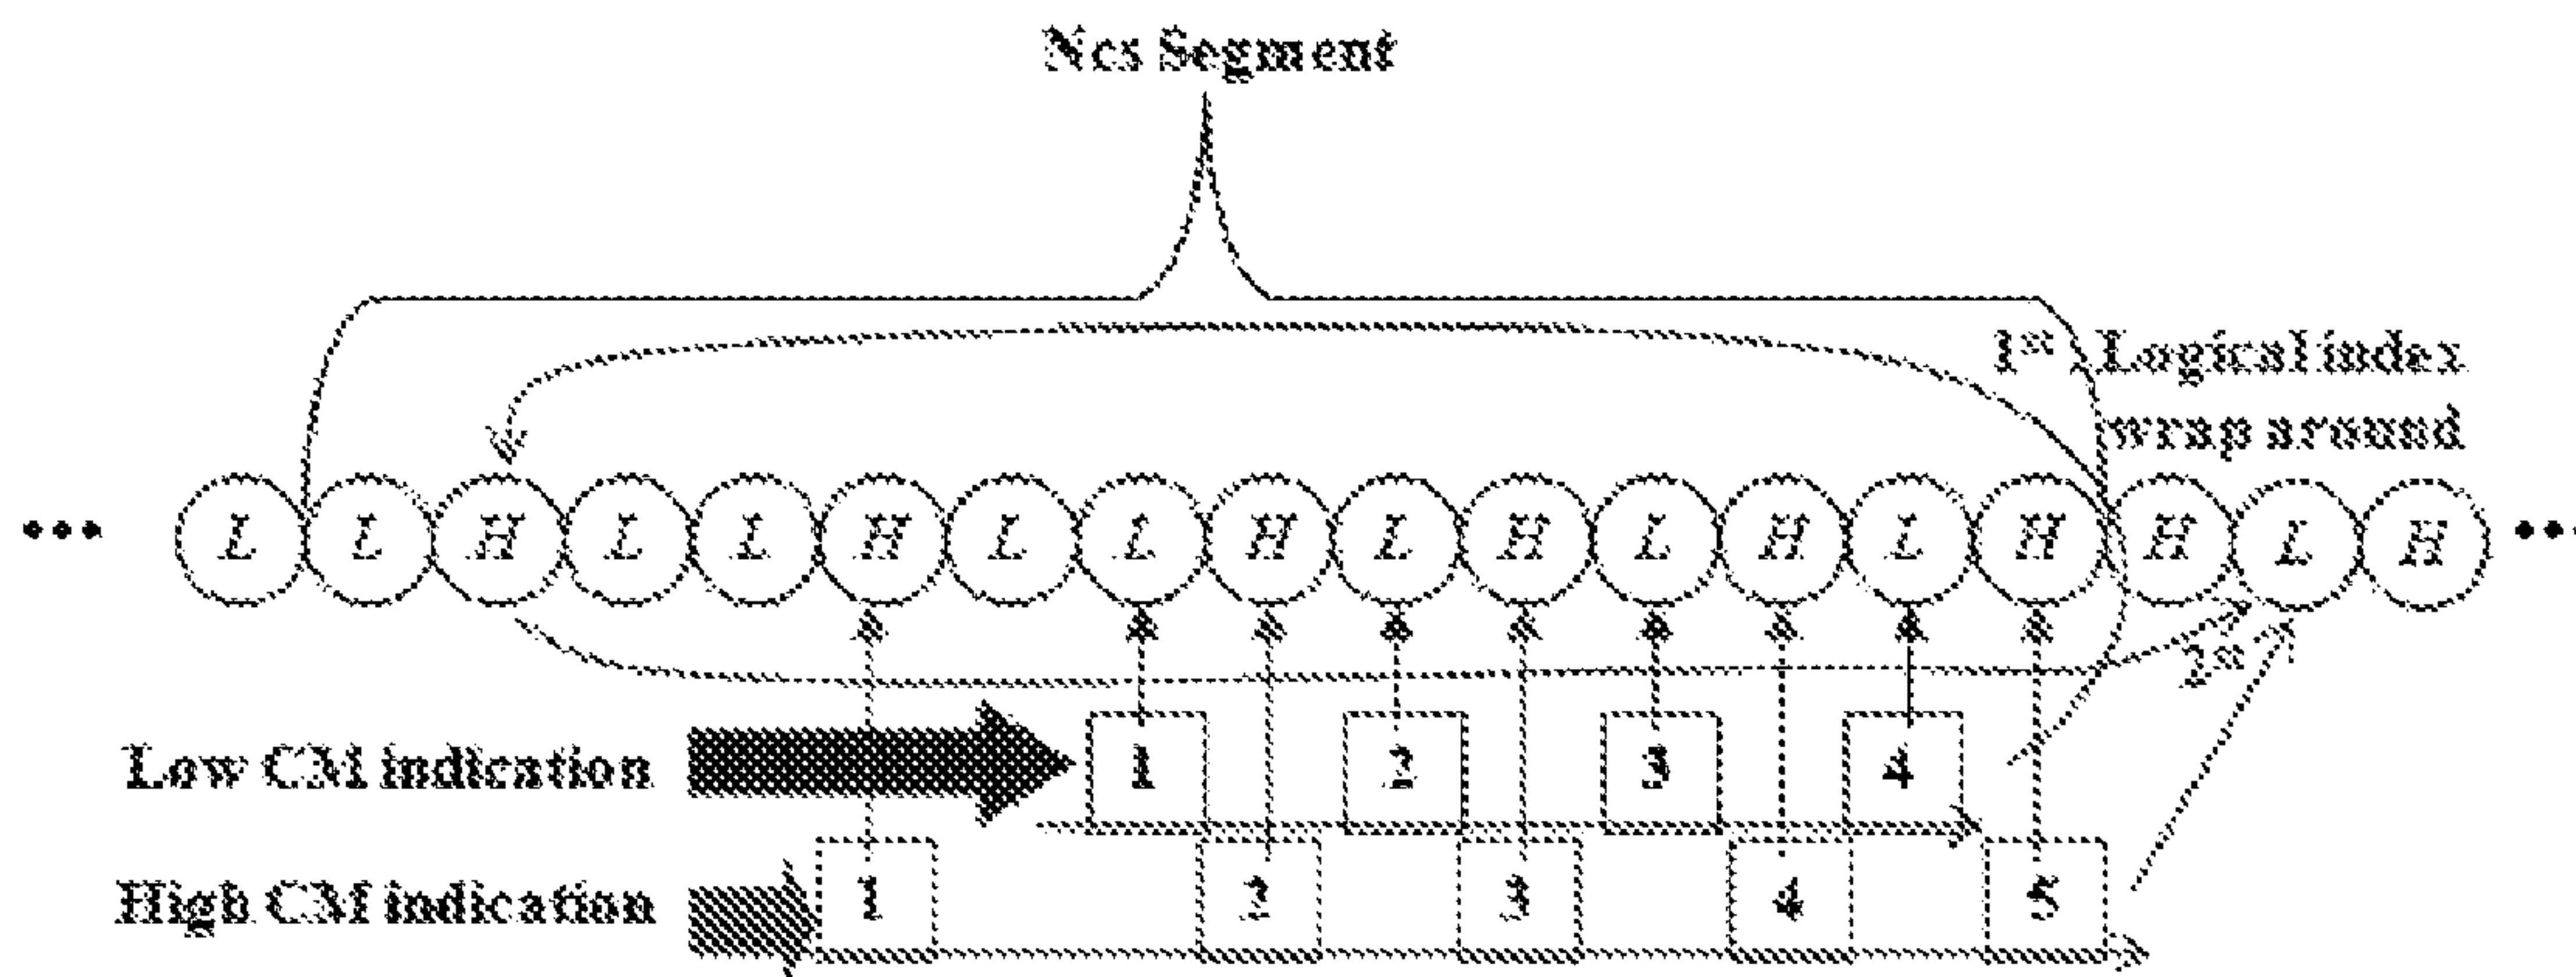 Ncs Segment
1st Logical index
wrap around
••• L L H L L H L L H L H L H L H H L H •••
Low CM indication 1 2 3 4
High CM indication 1 2 3 4 5